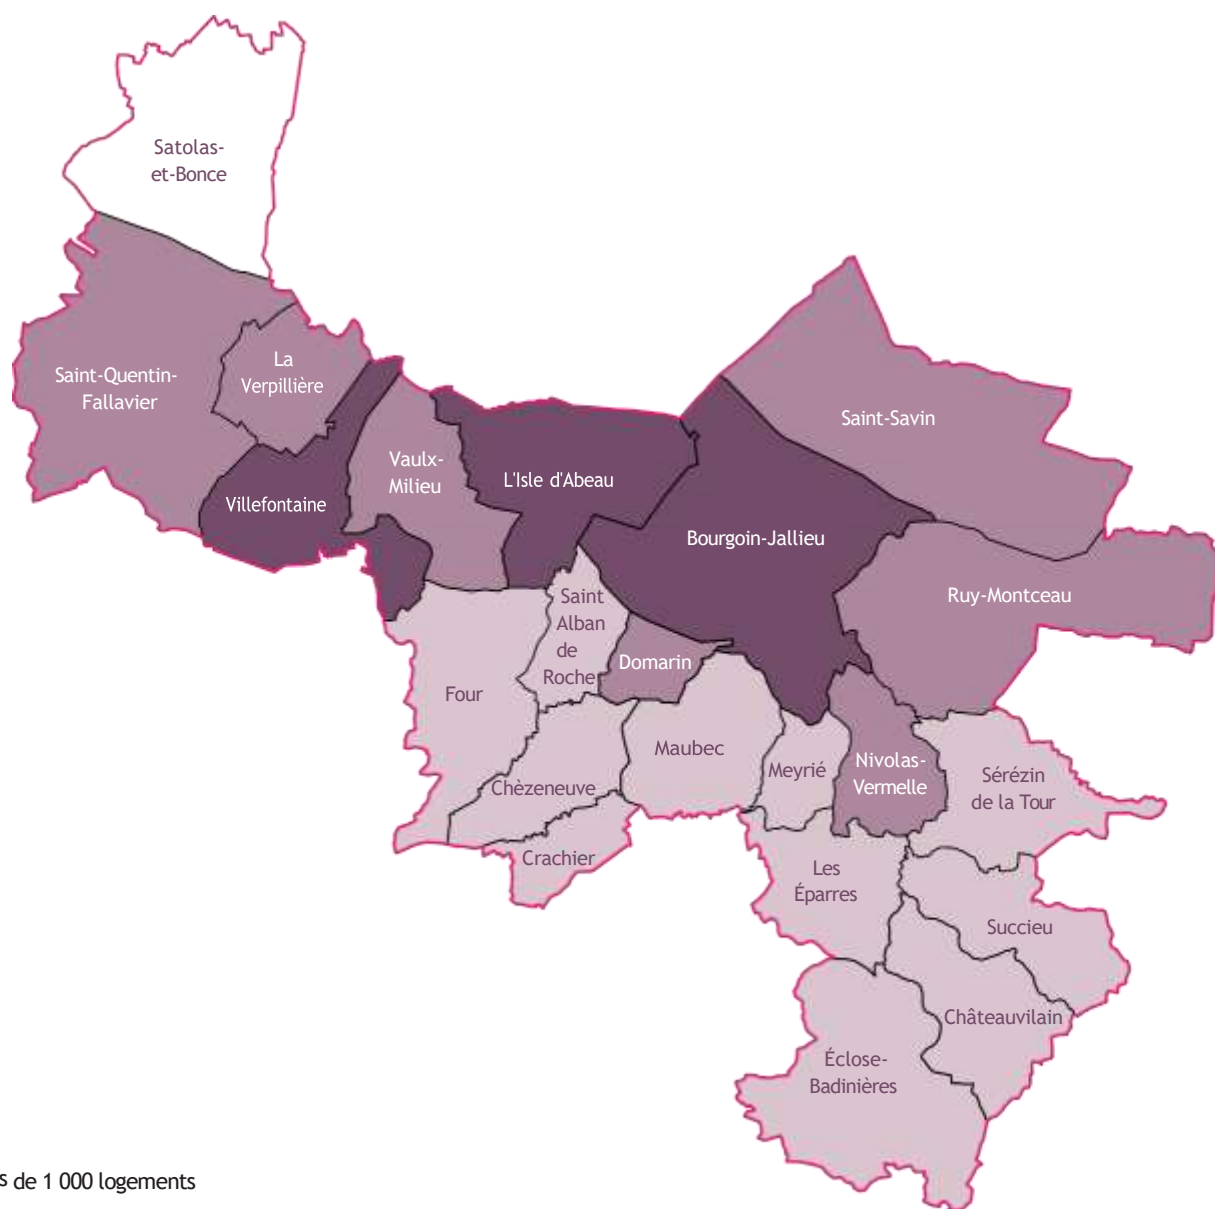 Satolas-
et-Bonce
Saint-Quentin-
Fallavier
La
Verpillière
Saint-Savin
Vaulx-
Milieu
L'Isle d'Abeau
Villefontaine
Bourgoin-Jallieu
Ruy-Montceau
Saint
Alban
de
Roche
Domarin
Four
Maubec
Meyrié
Nivolas-
Vermelle
Sérézin
de la Tour
Chèzeneuve
Crachier
Les
Éparres
Succieu
Châteauvilain
Éclose-
Badinières
de 1 000 logements